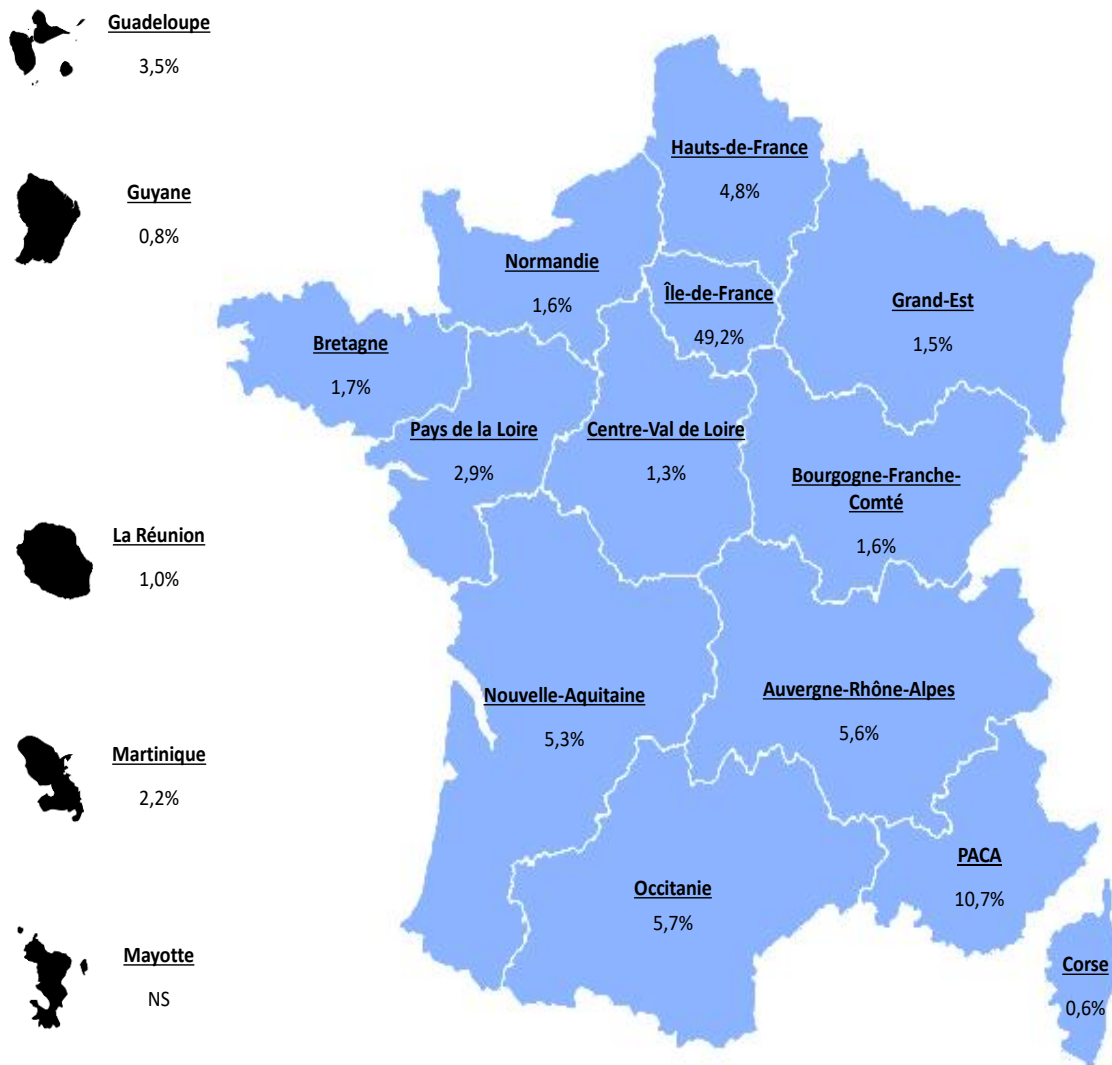 Guadeloupe
3,5%
Guyane
0,8%
La Réunion
1,0%
Martinique
2,2%
Mayotte
NS
Hauts-de-France
4,8%
Normandie
1,6%
Île-de-France
49,2%
Grand-Est
1,5%
Bretagne
1,7%
Pays de la Loire
2,9%
Centre-Val de Loire
1,3%
Bourgogne-Franche-
Comté
1,6%
Nouvelle-Aquitaine
5,3%
Auvergne-Rhône-Alpes
5,6%
Occitanie
5,7%
PACA
10,7%
Corse
0,6%